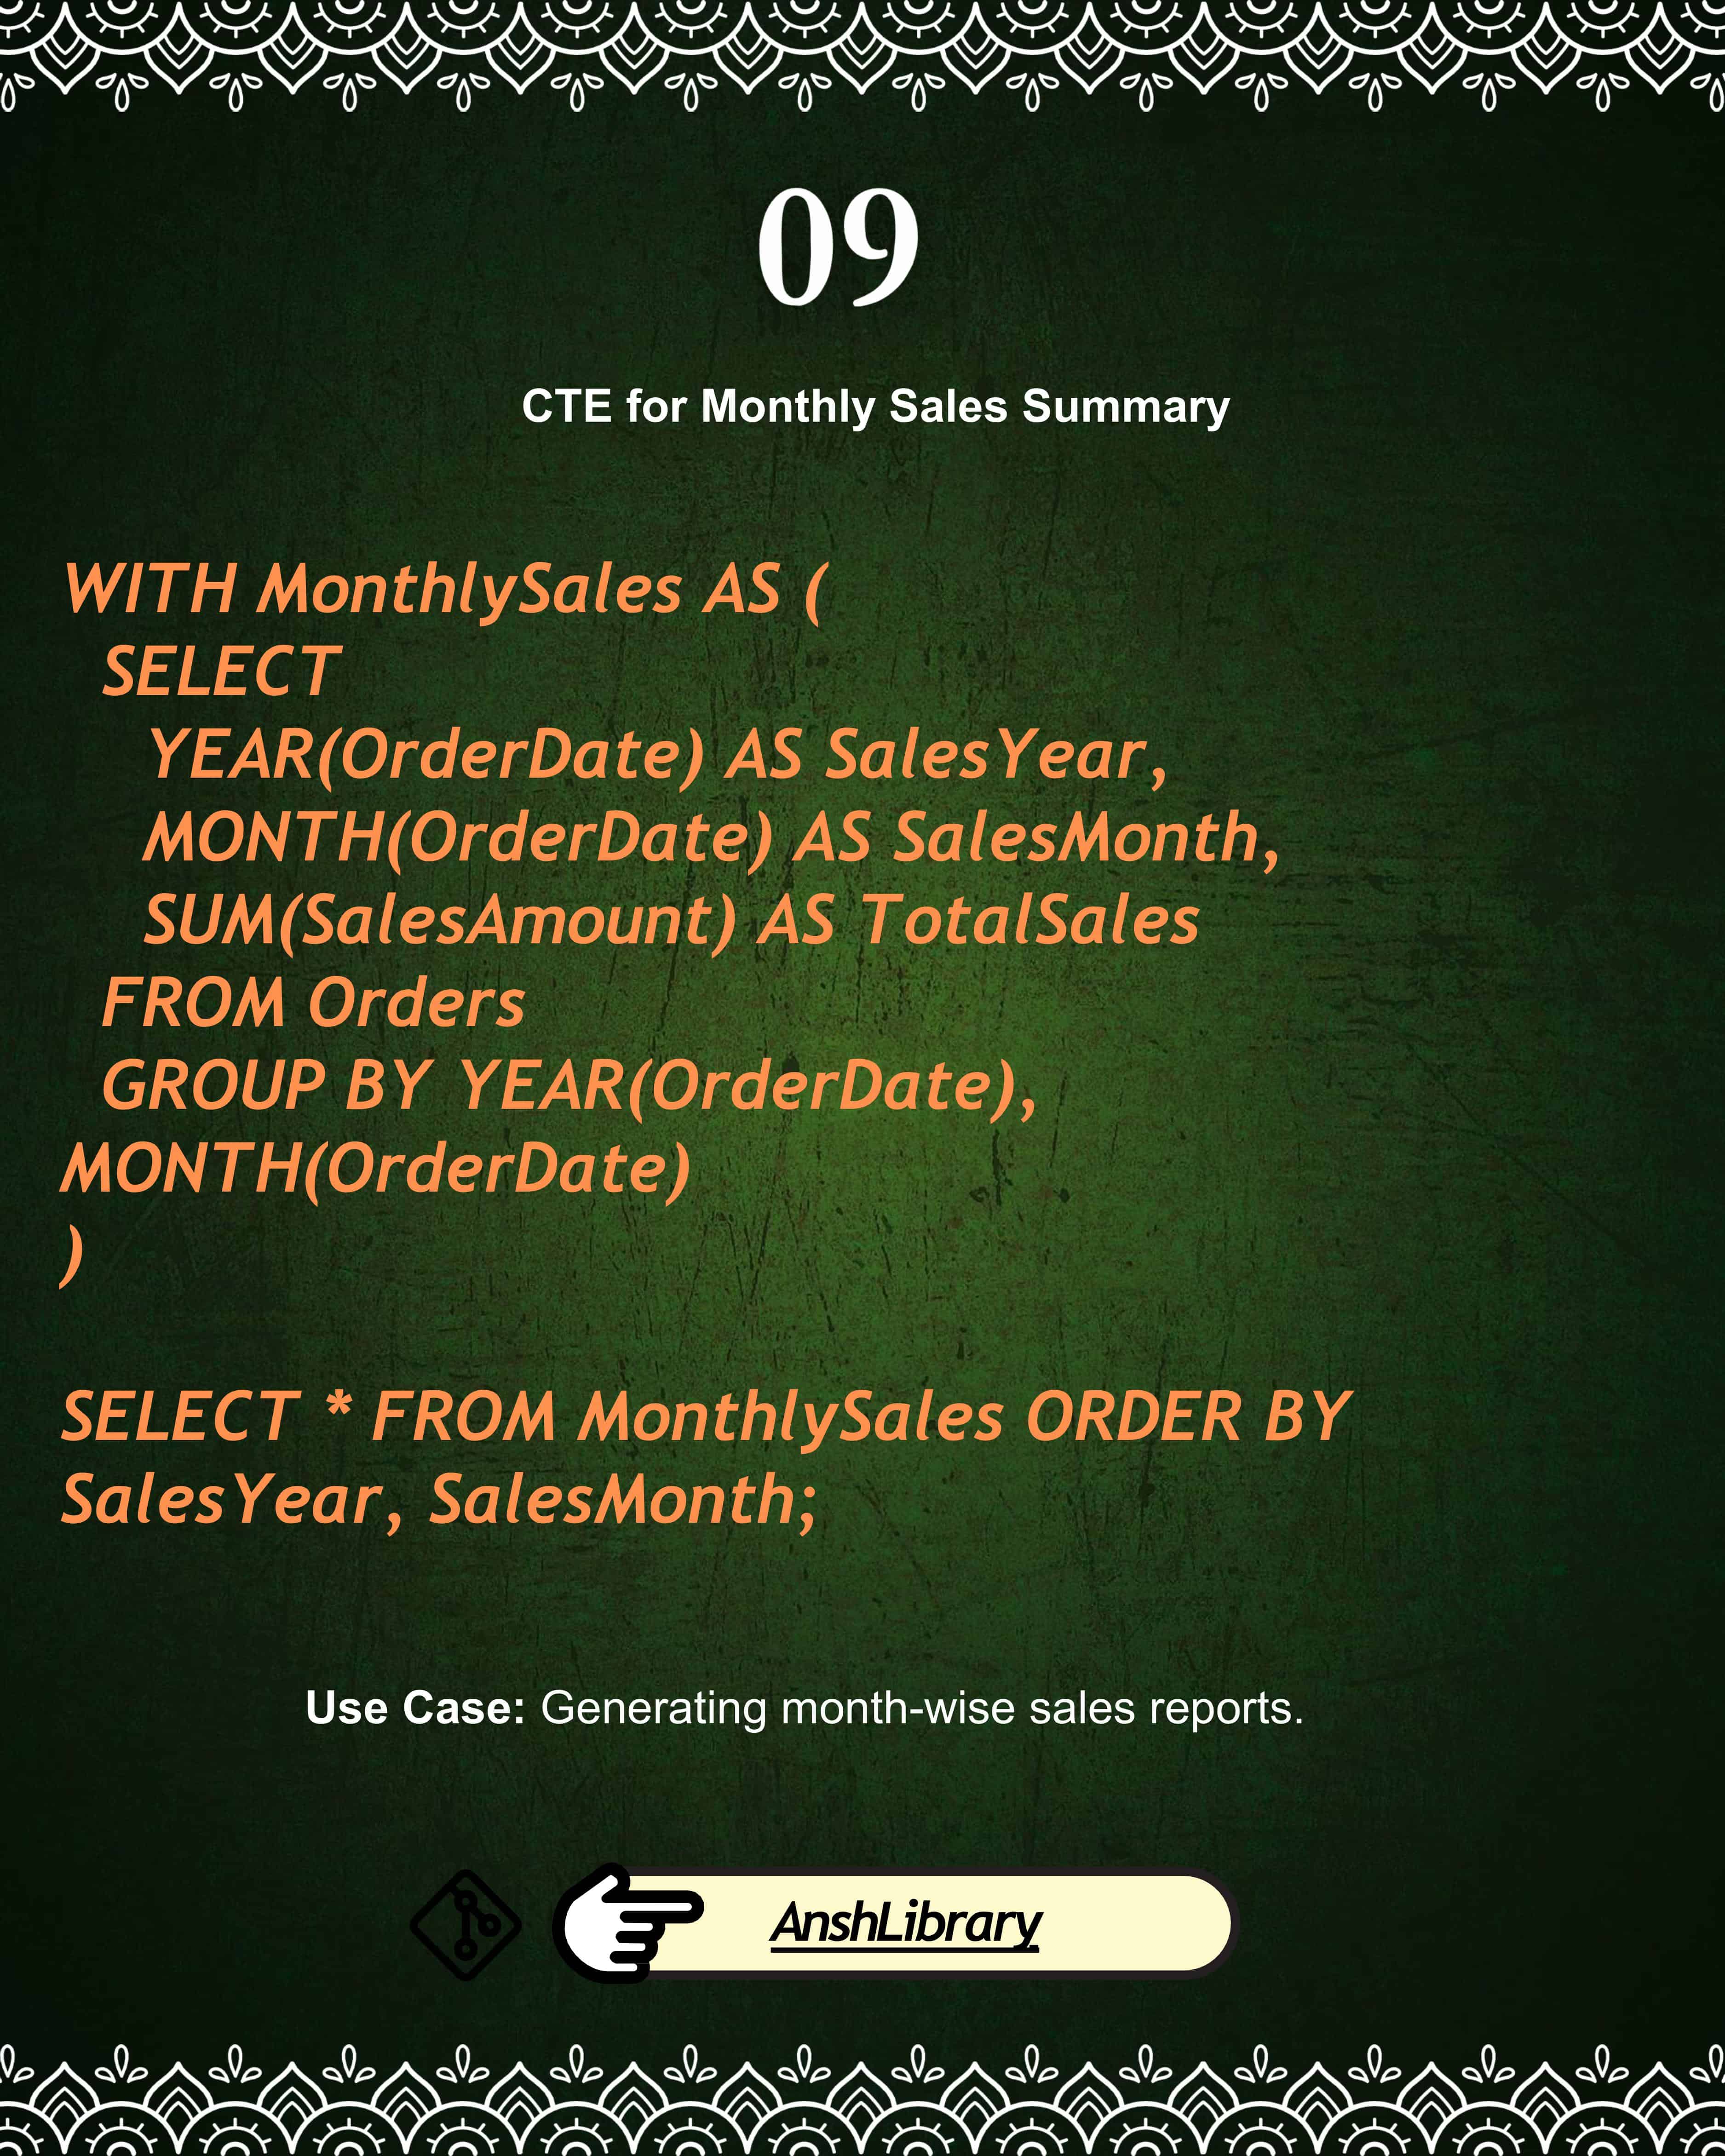 09
CTE for Monthly Sales Summary
WITH MonthlySales AS (
SELECT
YEAR(OrderDate) AS SalesYear,
MONTH(OrderDate) AS SalesMonth,
SUM(SalesAmount) AS TotalSales
FROM Orders
GROUP BY YEAR(OrderDate),
MONTH(OrderDate)
)
SELECT * FROM MonthlySales ORDER BY
SalesYear, SalesMonth;
Use Case: Generating month-wise sales reports.
AnshLibrary